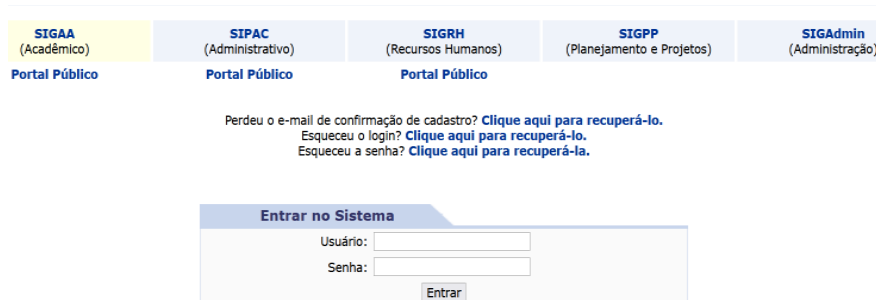 SIGAA SIPAC SIGRH SIGPP SIGAdmin
(Acadêmico) (Administrativo) (Recursos Humanos) (Planejamento e Projetos) (Administração)
Portal Público Portal Público Portal Público
Perdeu o e-mail de confirmação de cadastro? Clique aqui para recuperá-lo.
Esqueceu o login? Clique aqui para recuperá-lo.
Esqueceu a senha? Clique aqui para recuperá-la.
Entrar no Sistema
Usuário:
Senha:
Entrar